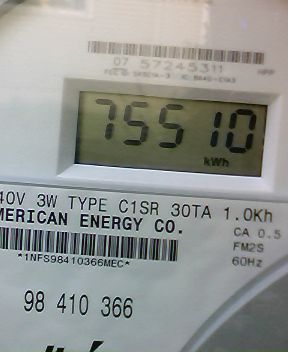 07 57245311
HPP
75510
kWh
40V 3W TYPE C1SR 30TA 1.0Kh
MERICAN ENERGY CO.
CA 0.5
FM2S
60Hz
*1NFS98410366MEC*
98 410 366